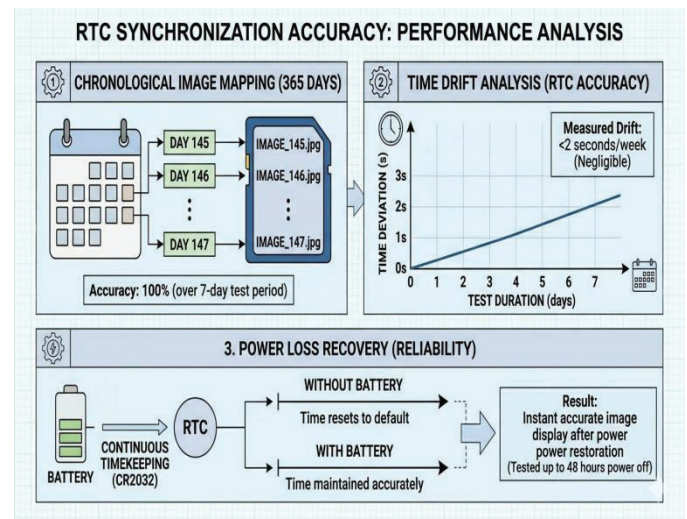 RTC SYNCHRONIZATION ACCURACY: PERFORMANCE ANALYSIS
1
CHRONOLOGICAL IMAGE MAPPING (365 DAYS)
DAY 145
IMAGE_145.jpg
DAY 146
IMAGE_146.jpg
DAY 147
IMAGE_147.jpg
Accuracy: 100% (over 7-day test period)
2
TIME DRIFT ANALYSIS (RTC ACCURACY)
Measured Drift:
<2 seconds/week
(Negligible)
TIME DEVIATION (s)
3s
2s
1s
0s
0 1 2 3 4 5 6 7
TEST DURATION (days)
3. POWER LOSS RECOVERY (RELIABILITY)
BATTERY
CONTINUOUS
TIMEKEEPING
(CR2032)
RTC
WITHOUT BATTERY
Time resets to default
WITH BATTERY
Time maintained accurately
Result:
Instant accurate image
display after power
power restoration
(Tested up to 48 hours power off)